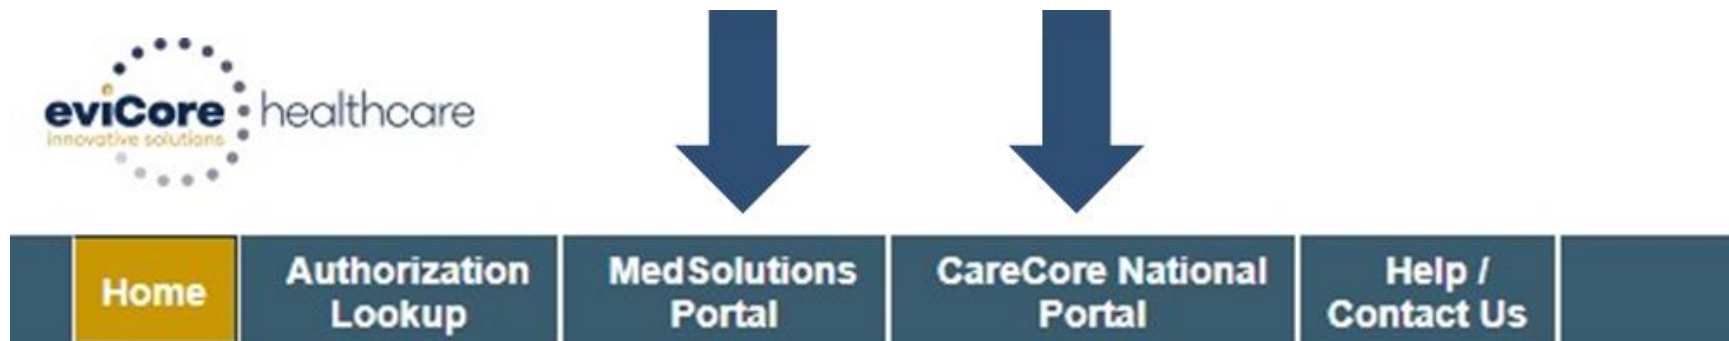 eviCore healthcare
innovative solutions
Home
Authorization
Lookup
MedSolutions
Portal
CareCore National
Portal
Help /
Contact Us